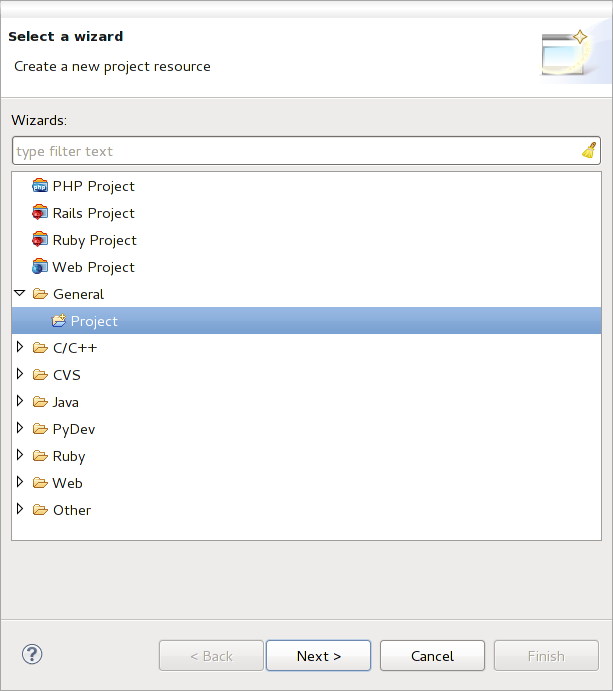 Select a wizard
Create a new project resource
Wizards:
type filter text
PHP Project
Rails Project
Ruby Project
Web Project
General
Project
C/C++
CVS
Java
PyDev
Ruby
Web
Other
? < Back Next > Cancel Finish